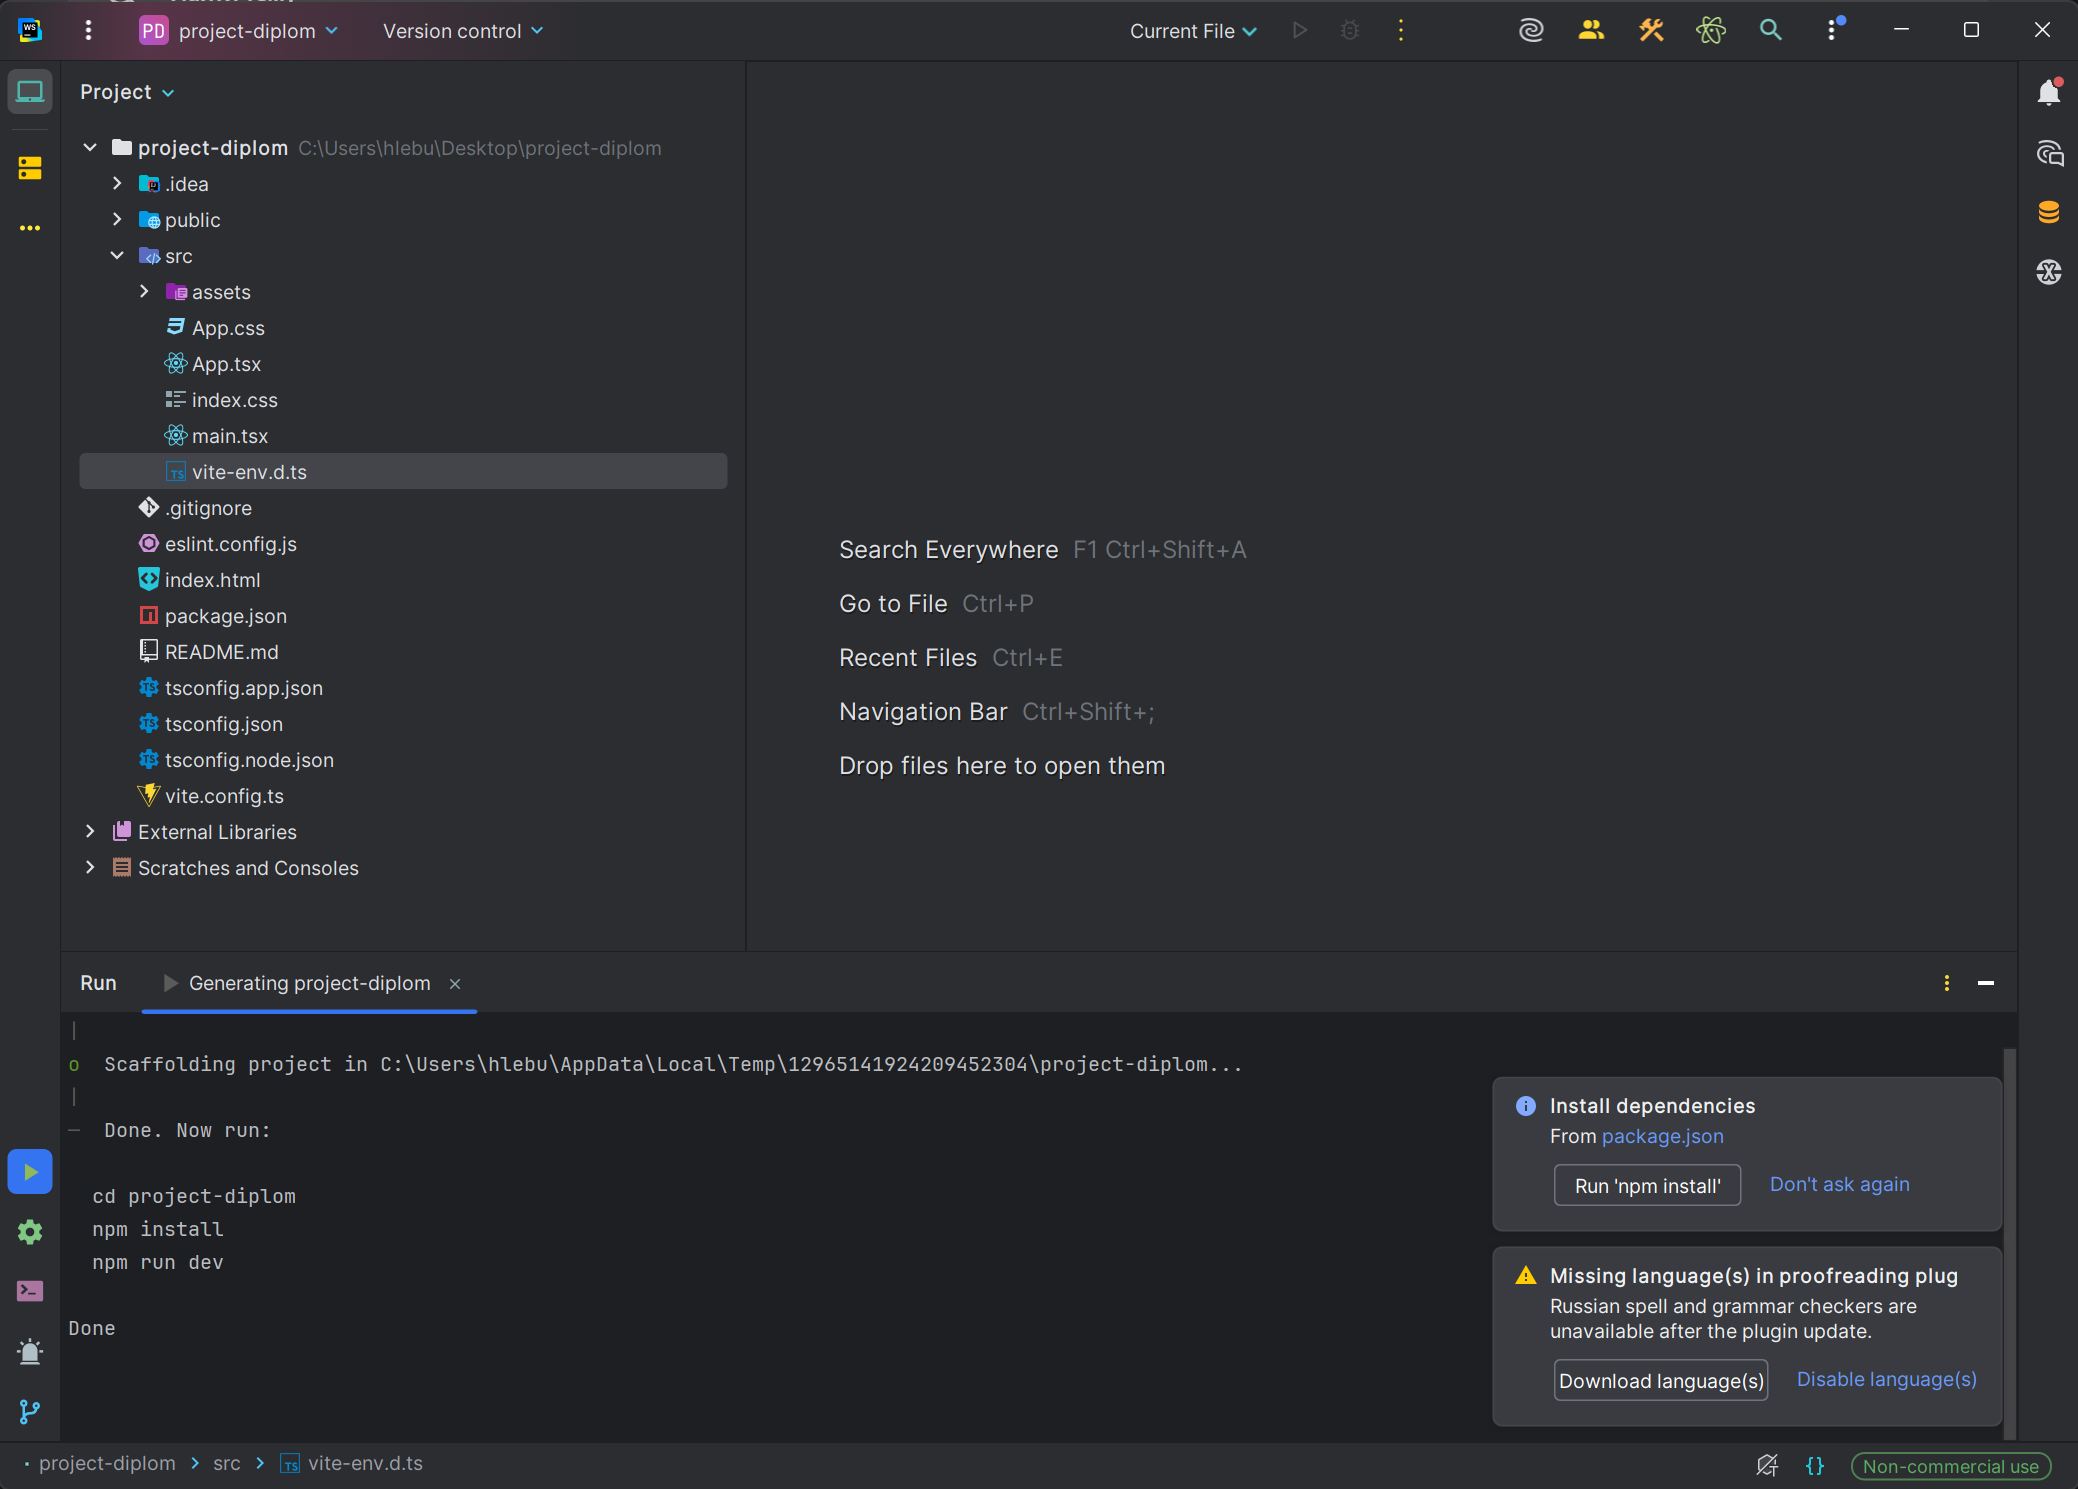 WS
PD project-diplom
Version control
Current File
Project
project-diplom C:\Users\hlebu\Desktop\project-diplom
.idea
public
src
assets
App.css
App.tsx
index.css
main.tsx
TS vite-env.d.ts
.gitignore
eslint.config.js
index.html
package.json
README.md
TS tsconfig.app.json
TS tsconfig.json
TS tsconfig.node.json
vite.config.ts
External Libraries
Scratches and Consoles
Search Everywhere F1 Ctrl+Shift+A
Go to File Ctrl+P
Recent Files Ctrl+E
Navigation Bar Ctrl+Shift+;
Drop files here to open them
Run
Generating project-diplom
|
o Scaffolding project in C:\Users\hlebu\AppData\Local\Temp\12965141924209452304\project-diplom...
|
— Done. Now run:
cd project-diplom
npm install
npm run dev
Done
Install dependencies
From package.json
Run 'npm install' Don't ask again
Missing language(s) in proofreading plug
Russian spell and grammar checkers are
unavailable after the plugin update.
Download language(s) Disable language(s)
project-diplom > src > TS vite-env.d.ts
{}
Non-commercial use